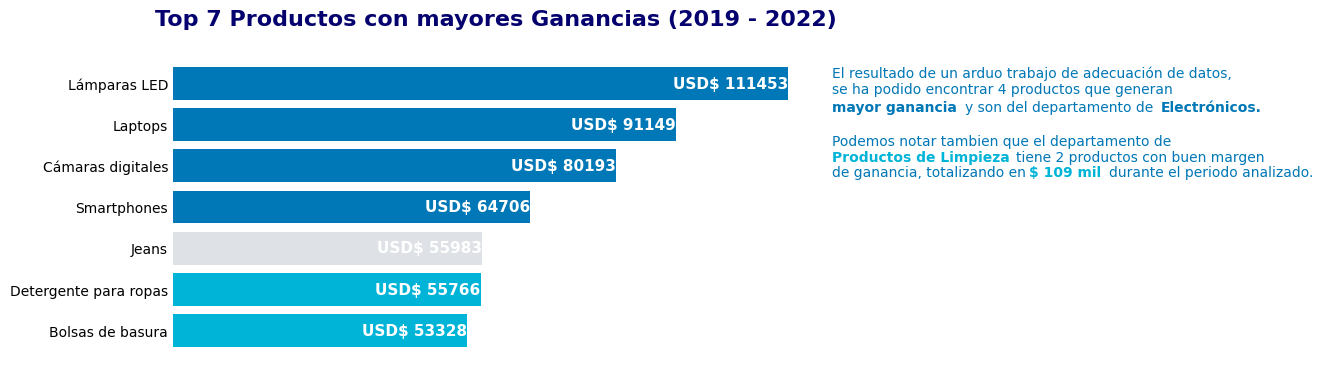 Top 7 Productos con mayores Ganancias (2019 - 2022)
Lámparas LED USD$ 111453
Laptops USD$ 91149
Cámaras digitales USD$ 80193
Smartphones USD$ 64706
Jeans USD$ 55983
Detergente para ropas USD$ 55766
Bolsas de basura USD$ 53328
El resultado de un arduo trabajo de adecuación de datos,
se ha podido encontrar 4 productos que generan
mayor ganancia y son del departamento de Electrónicos.
Podemos notar tambien que el departamento de
Productos de Limpieza tiene 2 productos con buen margen
de ganancia, totalizando en $ 109 mil durante el periodo analizado.